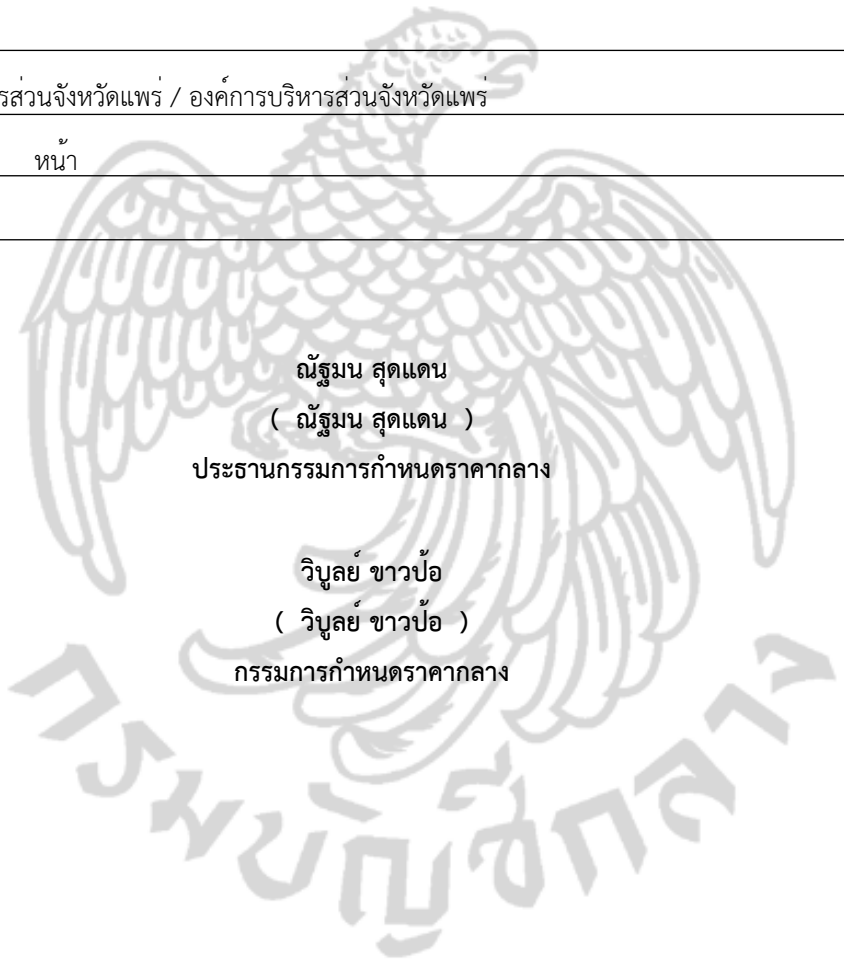 รส่วนจังหวัดแพร่ / องค์การบริหารส่วนจังหวัดแพร่
หน้า
ณัฐมน สุดแดน
( ณัฐมน สุดแดน )
ประธานกรรมการกำหนดราคากลาง
วิบูลย์ ขาวป้อ
( วิบูลย์ ขาวป้อ )
กรรมการกำหนดราคากลาง
กรมบัญชีกลาง